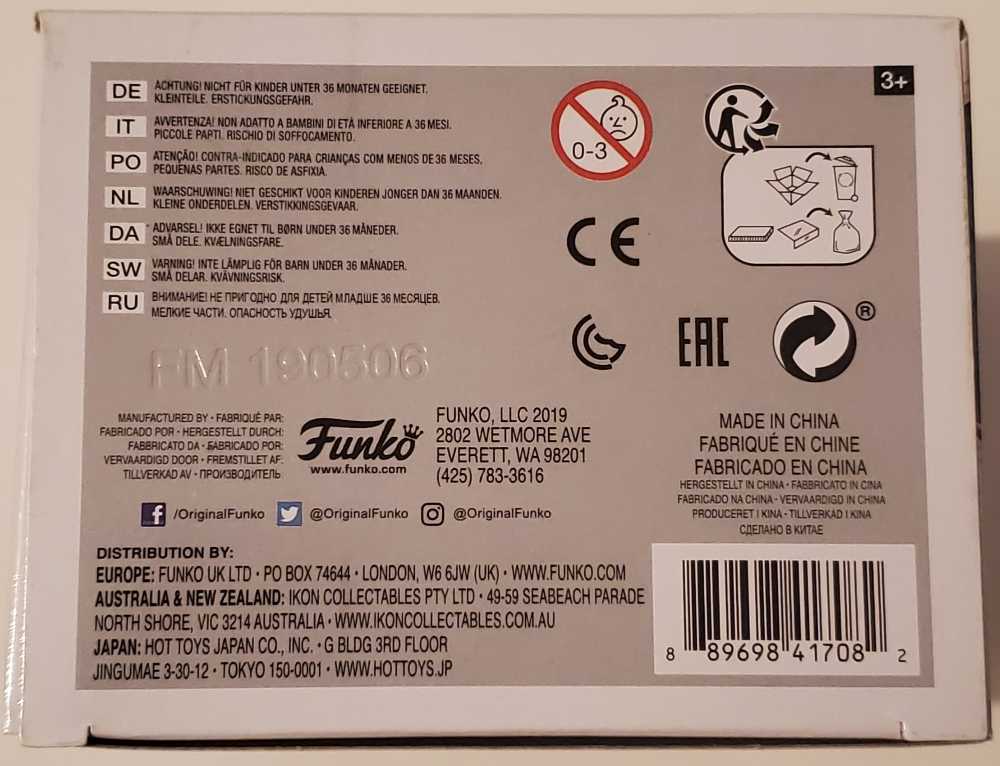 3+
DE ACHTUNG! NICHT FÜR KINDER UNTER 36 MONATEN GEEIGNET.
KLEINTEILE. ERSTICKUNGSGEFAHR.
IT AVVERTENZA! NON ADATTO A BAMBINI DI ETÀ INFERIORE A 36 MESI.
PICCOLE PAPTI. RISCHIO DI SOFFOCAMENTO.
PO ATENÇÃO! CONTRA-INDICADO PARA CRIANÇAS COM MENOS DE 36 MESES.
PEQUENAS PARTES. RISCO DE ASFIXIA.
NL WAARSCHUWING! NIET GESCHIKT VOOR KINDEREN JONGER DAN 36 MAANDEN.
KLEINE ONDERDELEN. VERSTIKKINGSGEVAAR.
DA ADVARSEL! IKKE EGNET TIL BØRN UNDER 36 MÅNEDER.
SMÅ DELE. KVÆLNINGSFARE.
SW VARNING! INTE LÄMPLIG FÖR BARN UNDER 36 MÅNADER.
SMÅ DELAR. KVÄVNINGSRISK.
RU ВНИМАНИЕ! НЕ ПРИГОДНО ДЛЯ ДЕТЕЙ МЛАДШЕ 36 МЕСЯЦЕВ.
МЕЛКИЕ ЧАСТИ. ОПАСНОСТЬ УДУШЬЯ.
0-3
CE
EAC
®
FM 190506
MANUFACTURED BY • FABRIQUÉ PAR:
FABRICADO POR • HERGESTELLT DURCH:
FABBRICATO DA • FABRICADO POR:
VERVAARDIGD DOOR • FREMSTILLET AF:
TILLVERKAD AV • ПРОИЗВОДИТЕЛЬ:
Funko
www.funko.com
FUNKO, LLC 2019
2802 WETMORE AVE
EVERETT, WA 98201
(425) 783-3616
MADE IN CHINA
FABRIQUÉ EN CHINE
FABRICADO EN CHINA
HERGESTELLT IN CHINA • FABBRICATO IN CINA
FABRICADO NA CHINA • VERVAARDIGD IN CHINA
PRODUCERET I KINA • TILLVERKAD I KINA
СДЕЛАНО В КИТАЕ
f /OriginalFunko @OriginalFunko @OriginalFunko
DISTRIBUTION BY:
EUROPE: FUNKO UK LTD • PO BOX 74644 • LONDON, W6 6JW (UK) • WWW.FUNKO.COM
AUSTRALIA & NEW ZEALAND: IKON COLLECTABLES PTY LTD • 49-59 SEABEACH PARADE
NORTH SHORE, VIC 3214 AUSTRALIA • WWW.IKONCOLLECTABLES.COM.AU
JAPAN: HOT TOYS JAPAN CO., INC. • G BLDG 3RD FLOOR
JINGUMAE 3-30-12 • TOKYO 150-0001 • WWW.HOTTOYS.JP
8 89698 41708 2